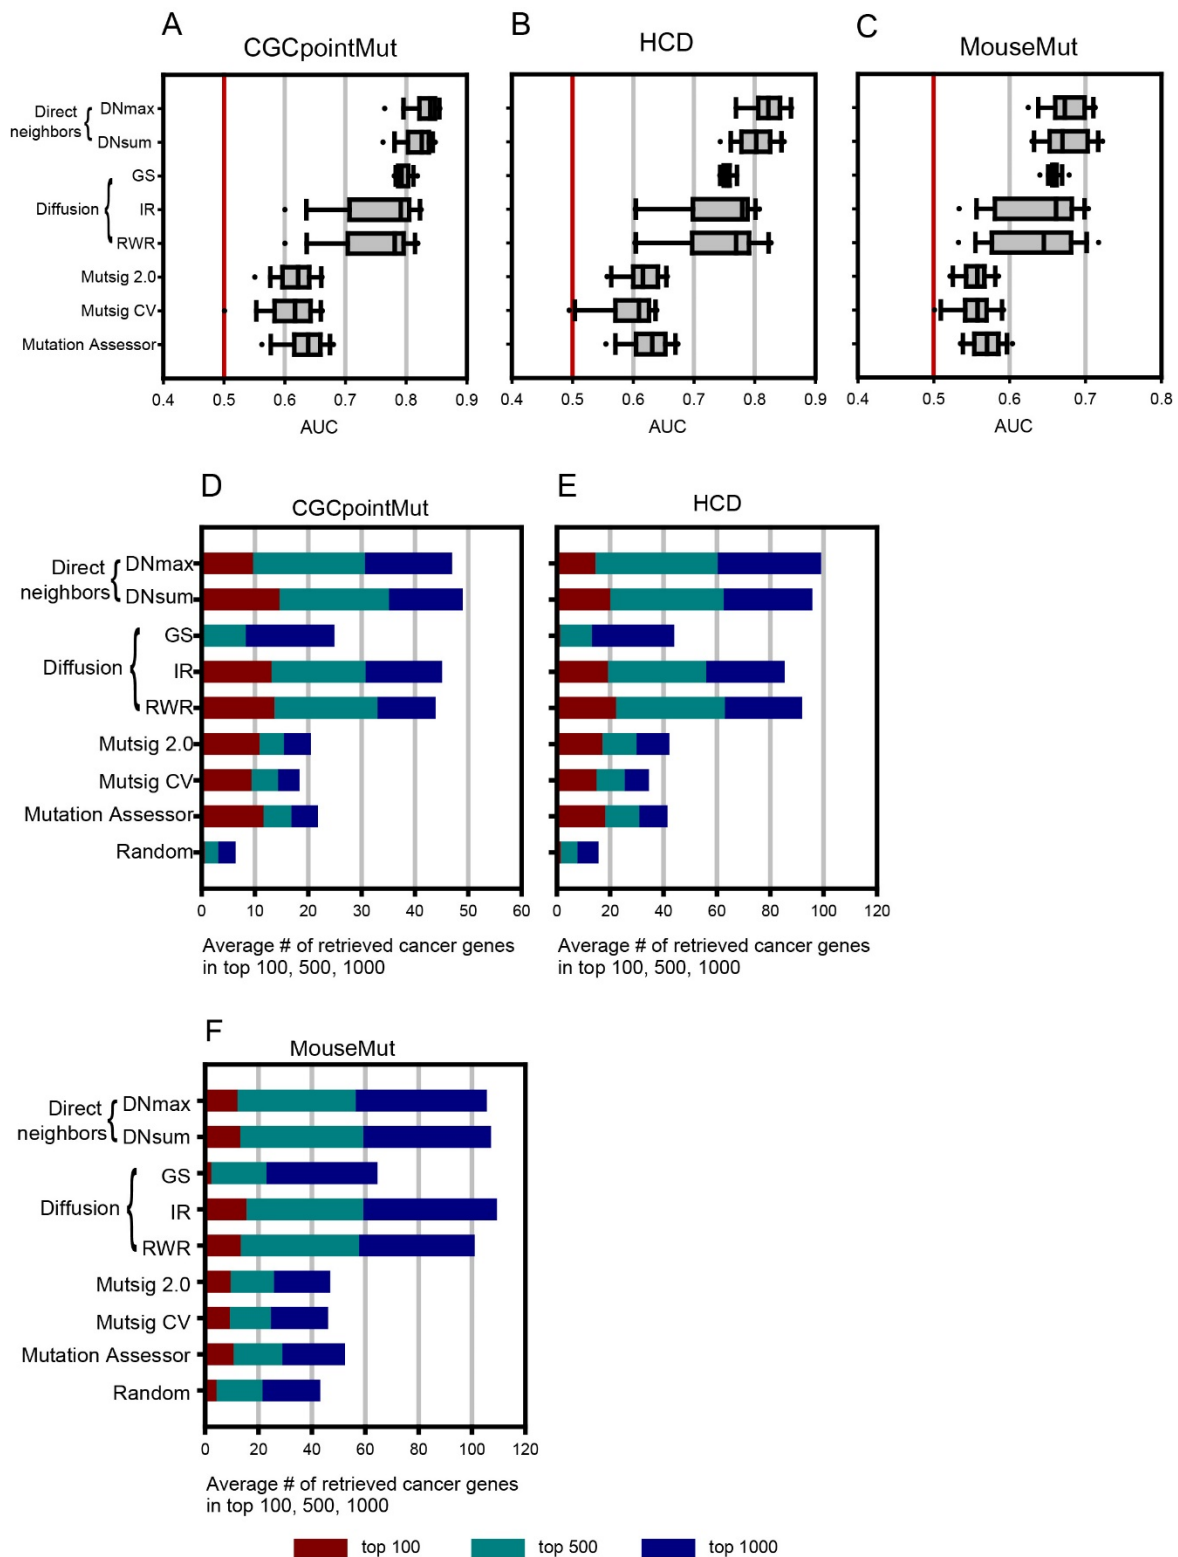 A
CGCpointMut
B
HCD
C
MouseMut
Direct
neighbors
DNmax
DNsum
Diffusion
GS
IR
RWR
Mutsig 2.0
Mutsig CV
Mutation Assessor
0.4 0.5 0.6 0.7 0.8 0.9
AUC
0.4 0.5 0.6 0.7 0.8 0.9
AUC
0.4 0.5 0.6 0.7 0.8
AUC
D
CGCpointMut
E
HCD
Direct
neighbors
DNmax
DNsum
Diffusion
GS
IR
RWR
Mutsig 2.0
Mutsig CV
Mutation Assessor
Random
0 10 20 30 40 50 60
Average # of retrieved cancer genes
in top 100, 500, 1000
0 20 40 60 80 100 120
Average # of retrieved cancer genes
in top 100, 500, 1000
F
MouseMut
Direct
neighbors
DNmax
DNsum
Diffusion
GS
IR
RWR
Mutsig 2.0
Mutsig CV
Mutation Assessor
Random
0 20 40 60 80 100 120
Average # of retrieved cancer genes
in top 100, 500, 1000
top 100 top 500 top 1000